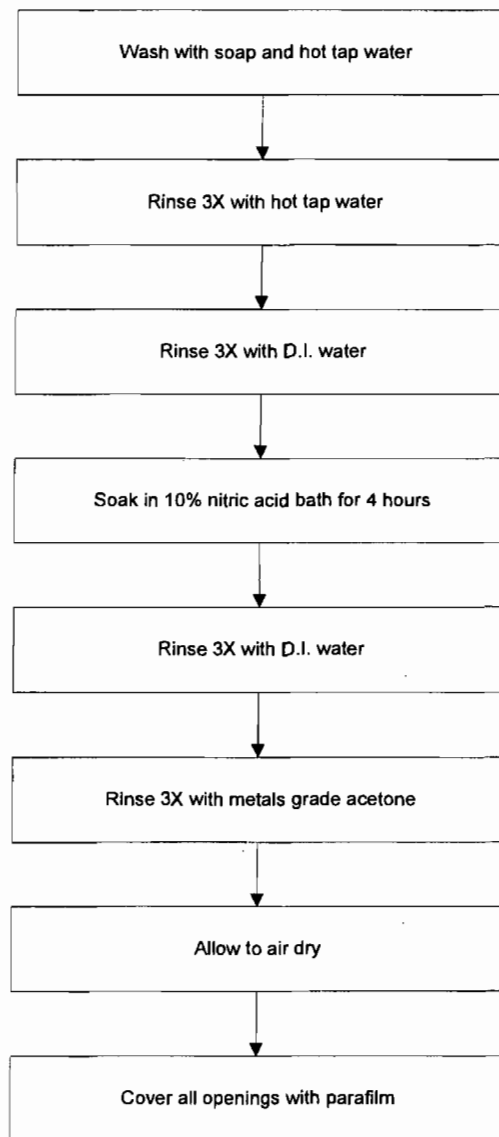 Wash with soap and hot tap water
Rinse 3X with hot tap water
Rinse 3X with D.I. water
Soak in 10% nitric acid bath for 4 hours
Rinse 3X with D.I. water
Rinse 3X with metals grade acetone
Allow to air dry
Cover all openings with parafilm